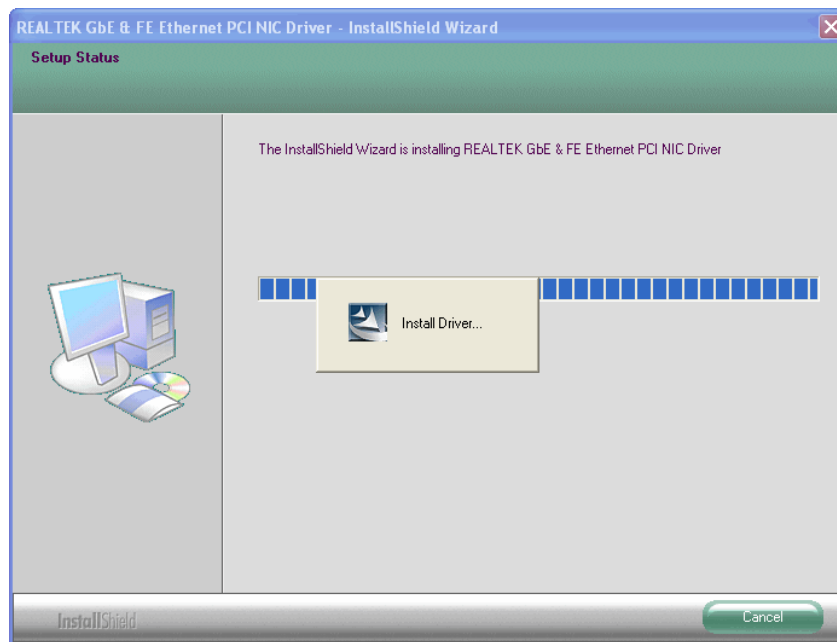 REALTEK GbE & FE Ethernet PCI NIC Driver - InstallShield Wizard
Setup Status
The InstallShield Wizard is installing REALTEK GbE & FE Ethernet PCI NIC Driver
Install Driver...
InstallShield
Cancel